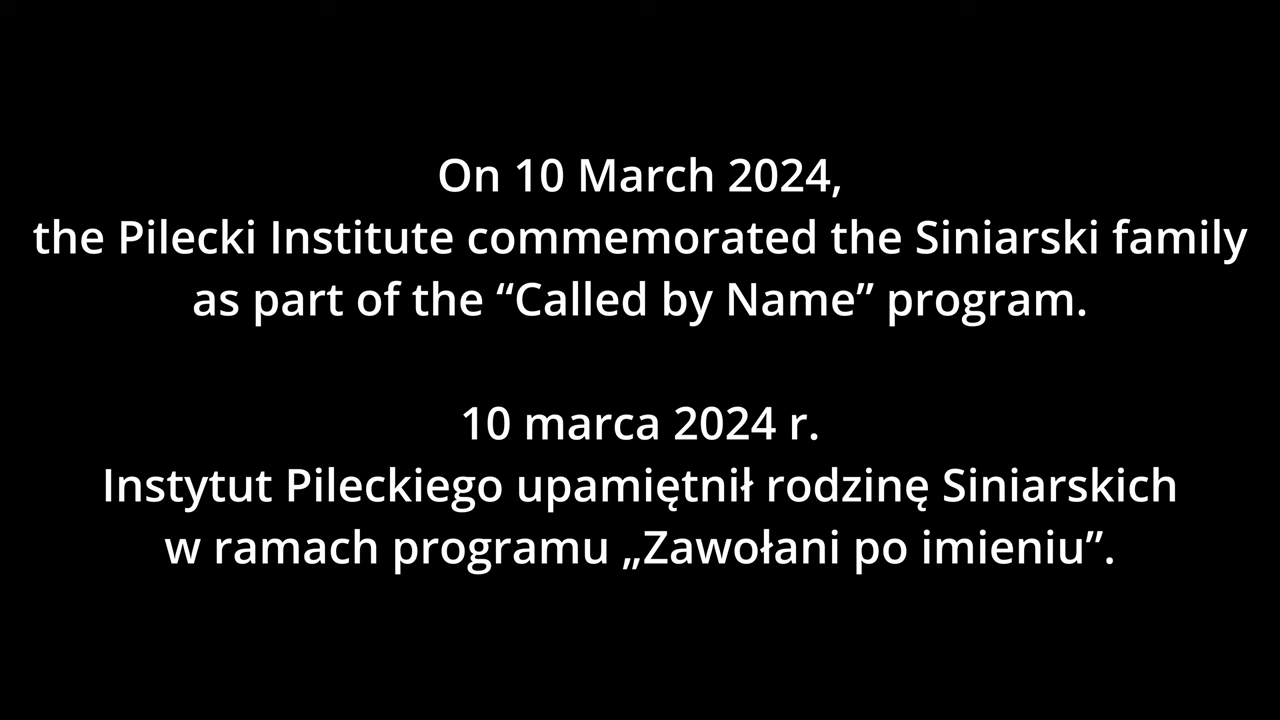 On 10 March 2024,
the Pilecki Institute commemorated the Siniarski family
as part of the “Called by Name” program.
10 marca 2024 r.
Instytut Pileckiego upamiętnił rodzinę Siniarskich
w ramach programu „Zawołani po imieniu”.